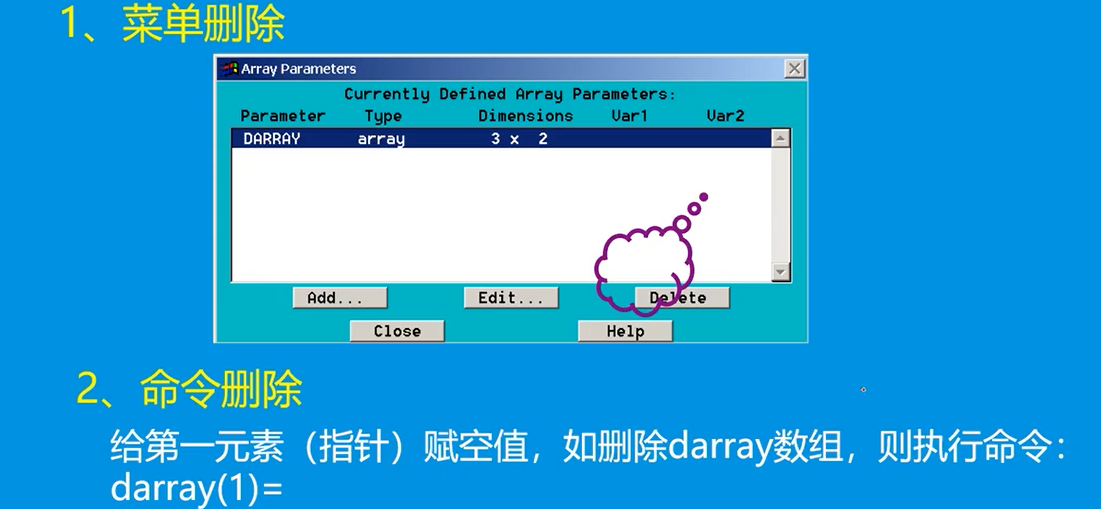 1、菜单删除
Array Parameters
Currently Defined Array Parameters:
Parameter Type Dimensions Var1 Var2
DARRAY array 3 x 2
Add... Edit... Delete
Close Help
2、命令删除
给第一元素（指针）赋空值，如删除darray数组，则执行命令：
darray(1)=